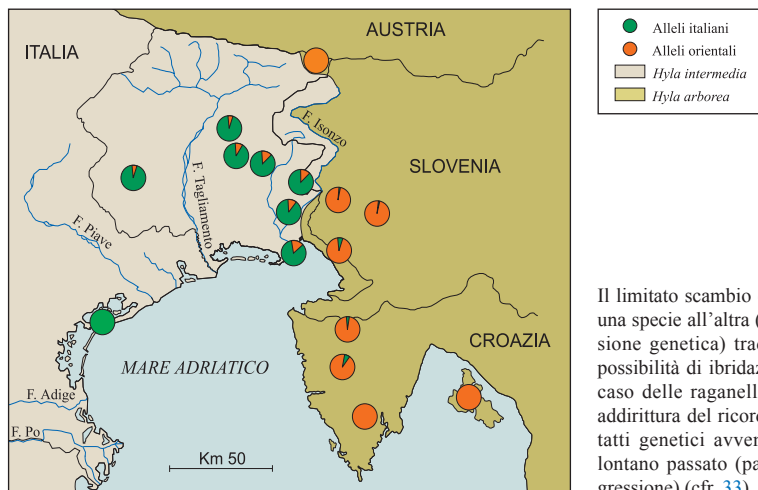 AUSTRIA
ITALIA
F. Isonzo
SLOVENIA
F. Tagliamento
F. Piave
CROAZIA
MARE ADRIATICO
F. Adige
F. Po
Km 50
Alleli italiani
Alleli orientali
Hyla intermedia
Hyla arborea
Il limitato scambio
una specie all’altra (
sione genetica) trac
possibilità di ibridaz
caso delle raganell
addirittura del ricor
tatti genetici avven
lontano passato (pa
gressione) (cfr. 33)